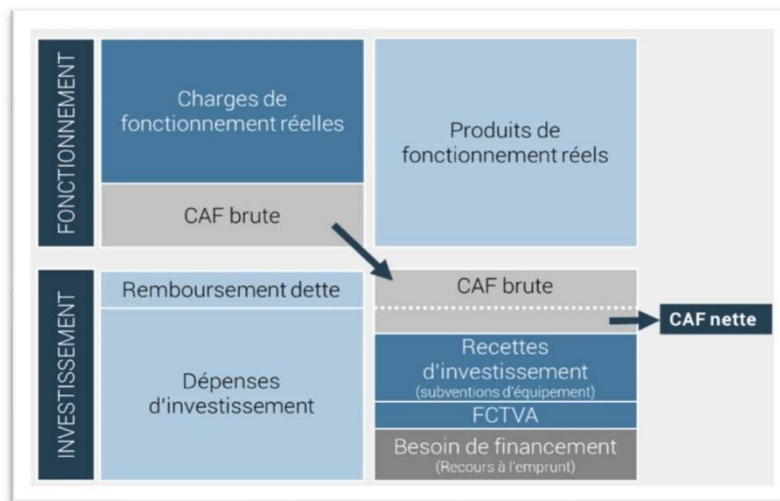 FONCTIONNEMENT
Charges de
fonctionnement réelles
CAF brute
Produits de
fonctionnement réels
INVESTISSEMENT
Remboursement dette
Dépenses
d'investissement
CAF brute
CAF nette
Recettes
d'investissement
(subventions d'équipement)
FCTVA
Besoin de financement
(Recours à l'emprunt)